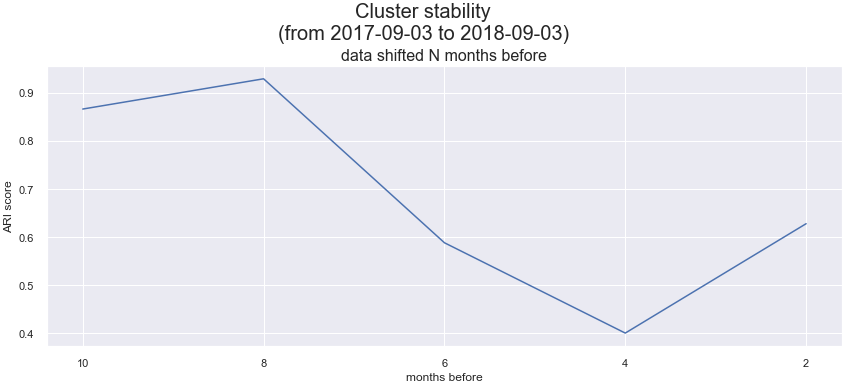 Cluster stability
(from 2017-09-03 to 2018-09-03)
data shifted N months before
0.9
0.8
0.7
0.6
0.5
0.4
ARI score
10 8 6 4 2
months before